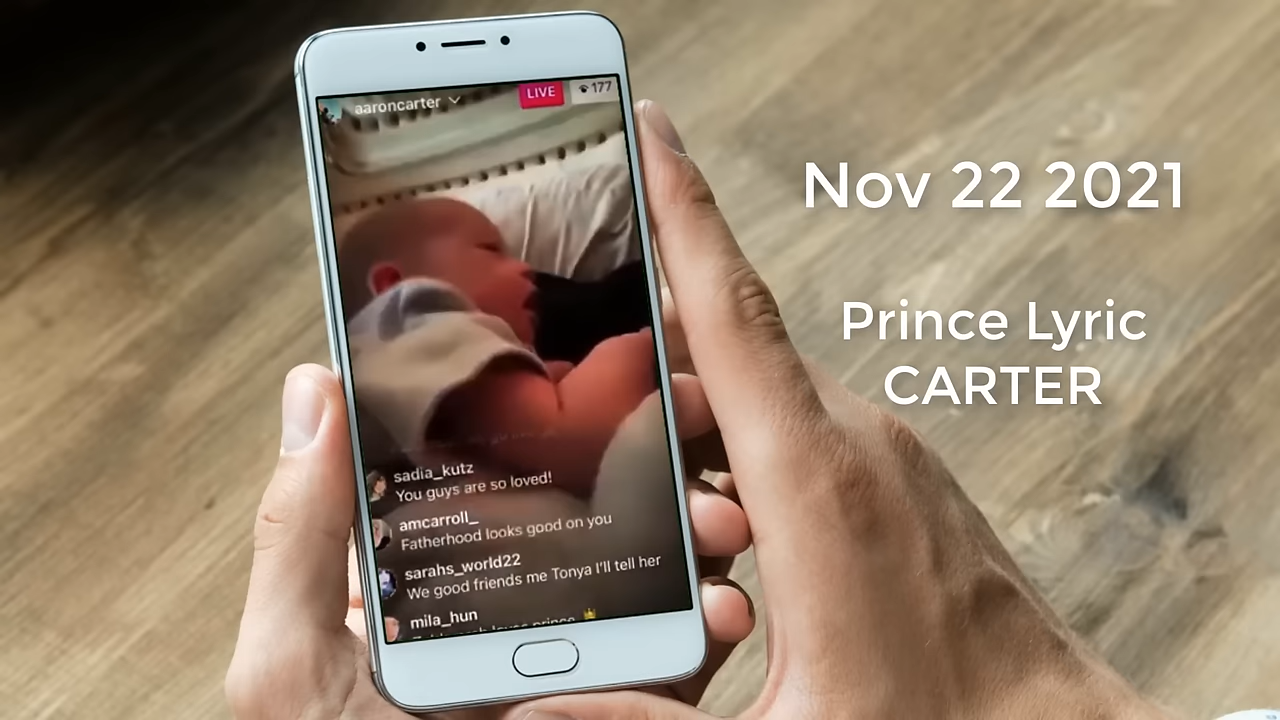 aaroncarter
LIVE
177
sadia_kutz
You guys are so loved!
amcarroll_
Fatherhood looks good on you
sarahs_world22
We good friends me Tonya I'll tell her
mila_hun
prince 👑
Nov 22 2021
Prince Lyric
CARTER